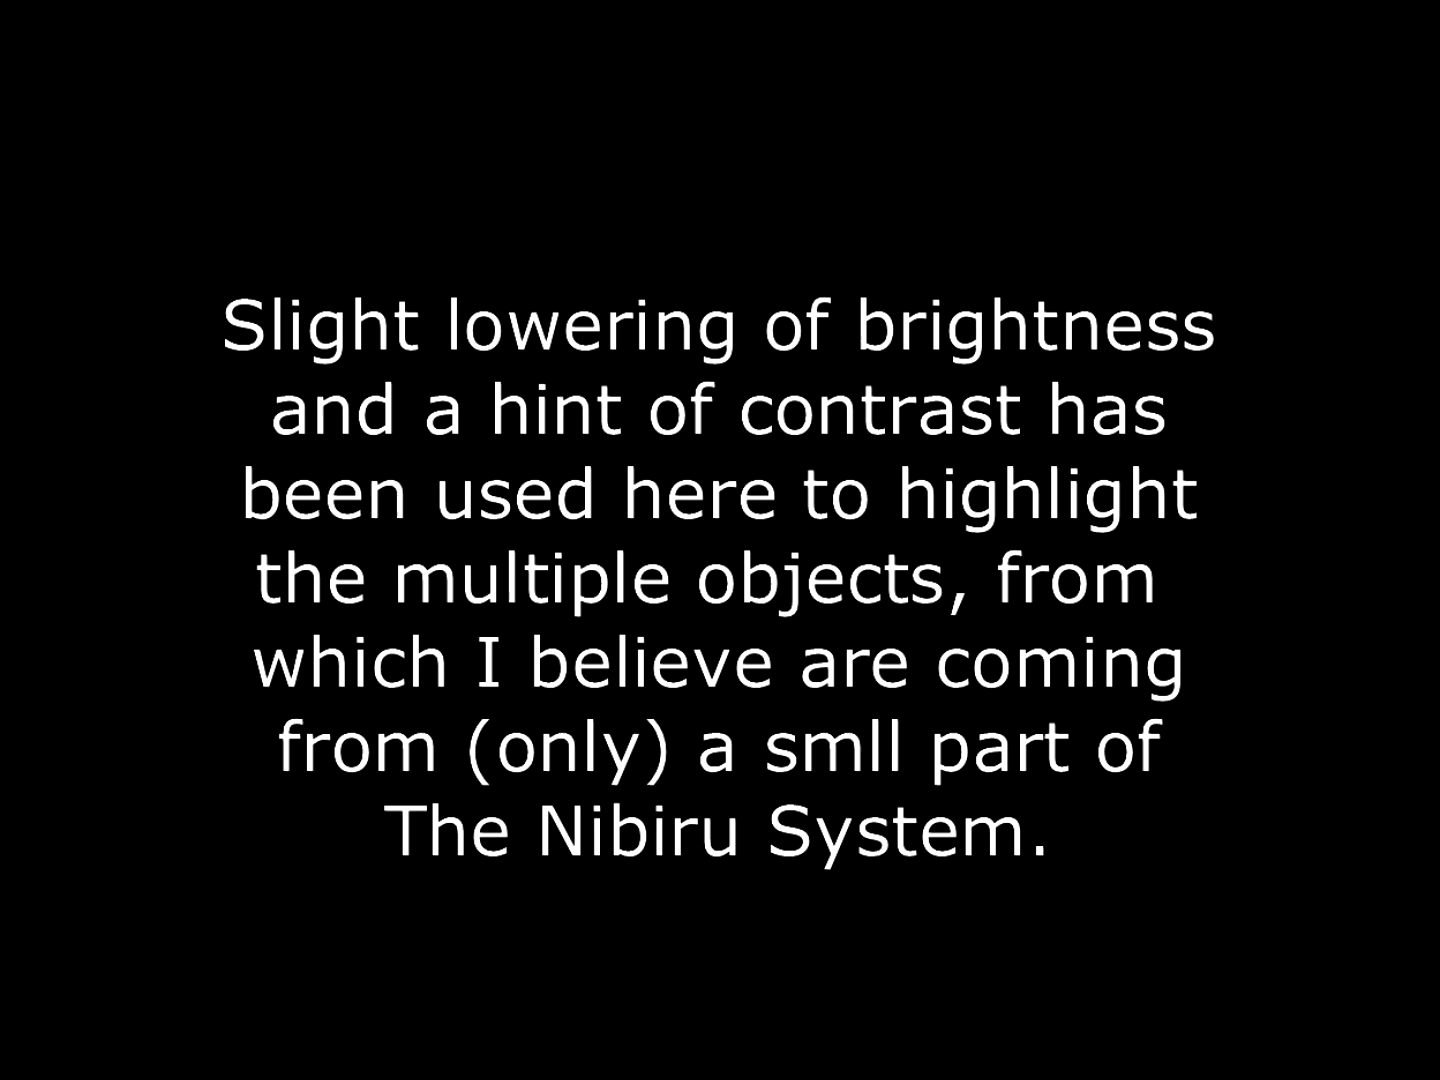 Slight lowering of brightness
and a hint of contrast has
been used here to highlight
the multiple objects, from
which I believe are coming
from (only) a smll part of
The Nibiru System.